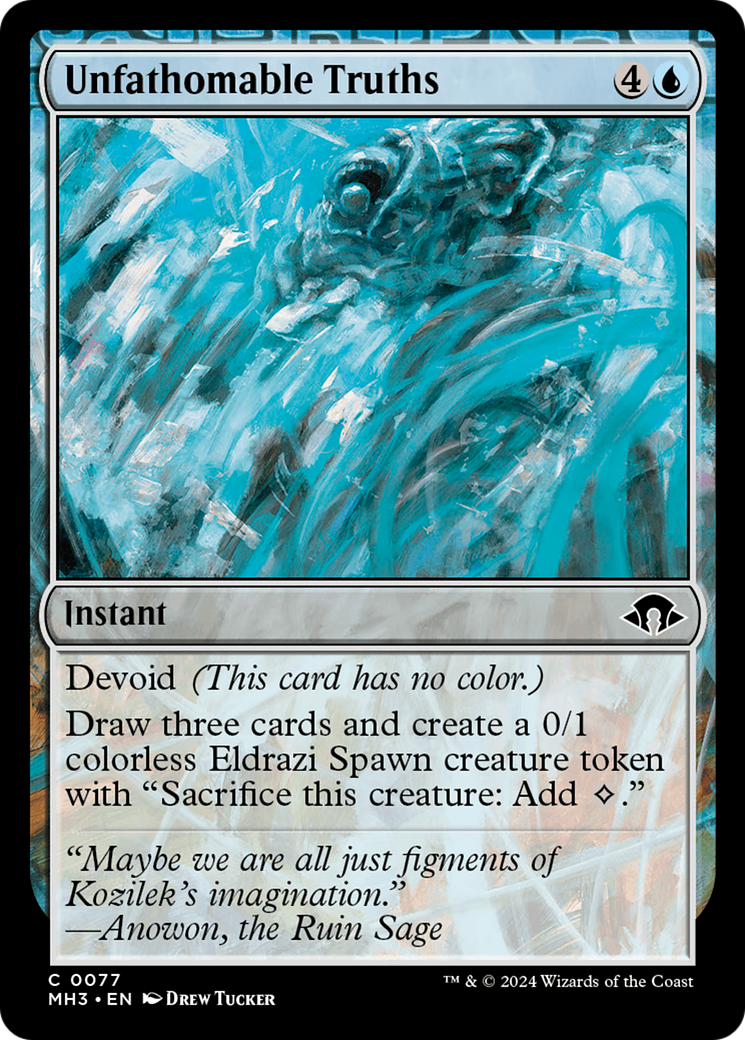 Unfathomable Truths 4
Instant
Devoid (This card has no color.)
Draw three cards and create a 0/1
colorless Eldrazi Spawn creature token
with “Sacrifice this creature: Add .”
“Maybe we are all just figments of
Kozilek’s imagination.”
—Anowon, the Ruin Sage
C 0077
MH3 • EN Drew Tucker
™ & © 2024 Wizards of the Coast